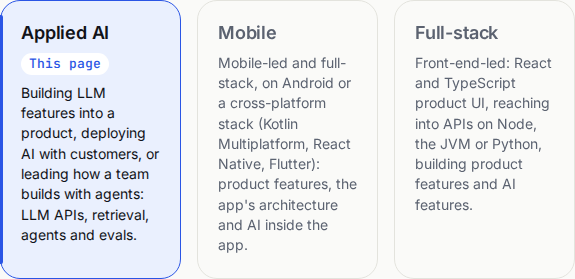 Applied AI
This page
Building LLM
features into a
product, deploying
AI with customers, or
leading how a team
builds with agents:
LLM APIs, retrieval,
agents and evals.
Mobile
Mobile-led and full-
stack, on Android or
a cross-platform
stack (Kotlin
Multiplatform, React
Native, Flutter):
product features, the
app's architecture
and AI inside the
app.
Full-stack
Front-end-led: React
and TypeScript
product UI, reaching
into APIs on Node,
the JVM or Python,
building product
features and AI
features.